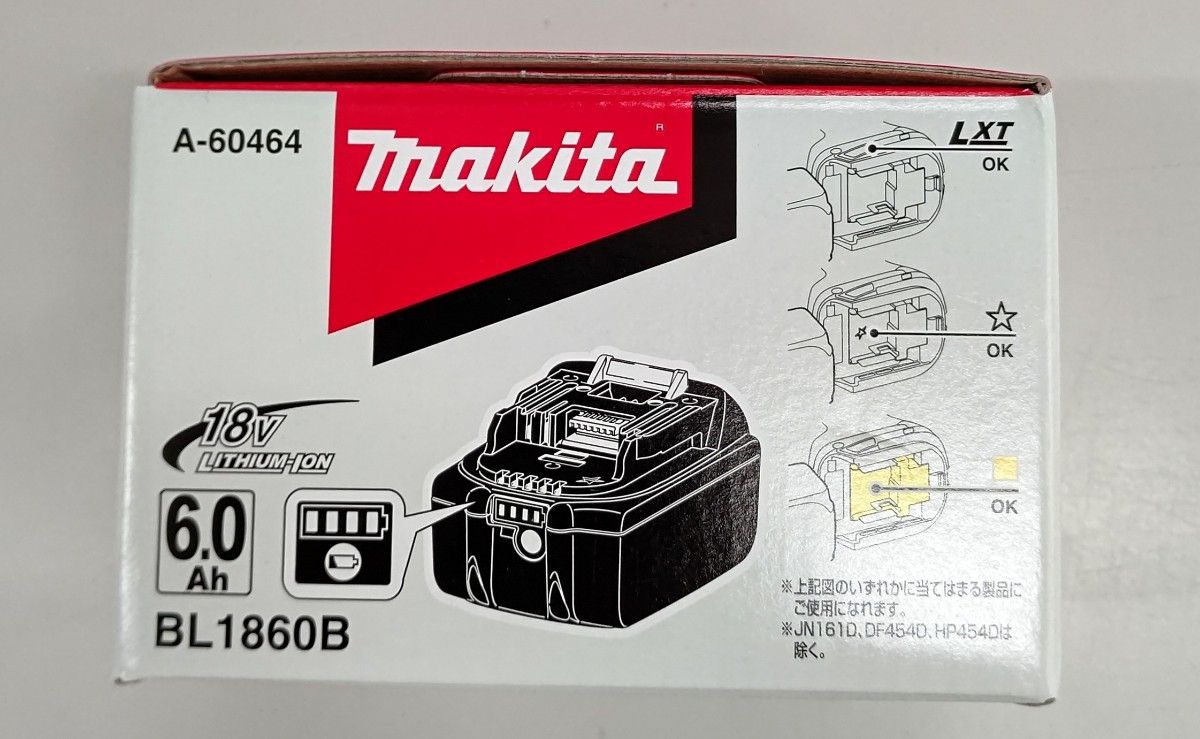 A-60464
makita
R
LXT
OK
☆
OK
OK
18V
LITHIUM-ION
6.0
Ah
BL1860B
※上記図のいずれかに当てはまる製品に
ご使用になれます。
※JN161D、DF454D、HP454Dは
除く。